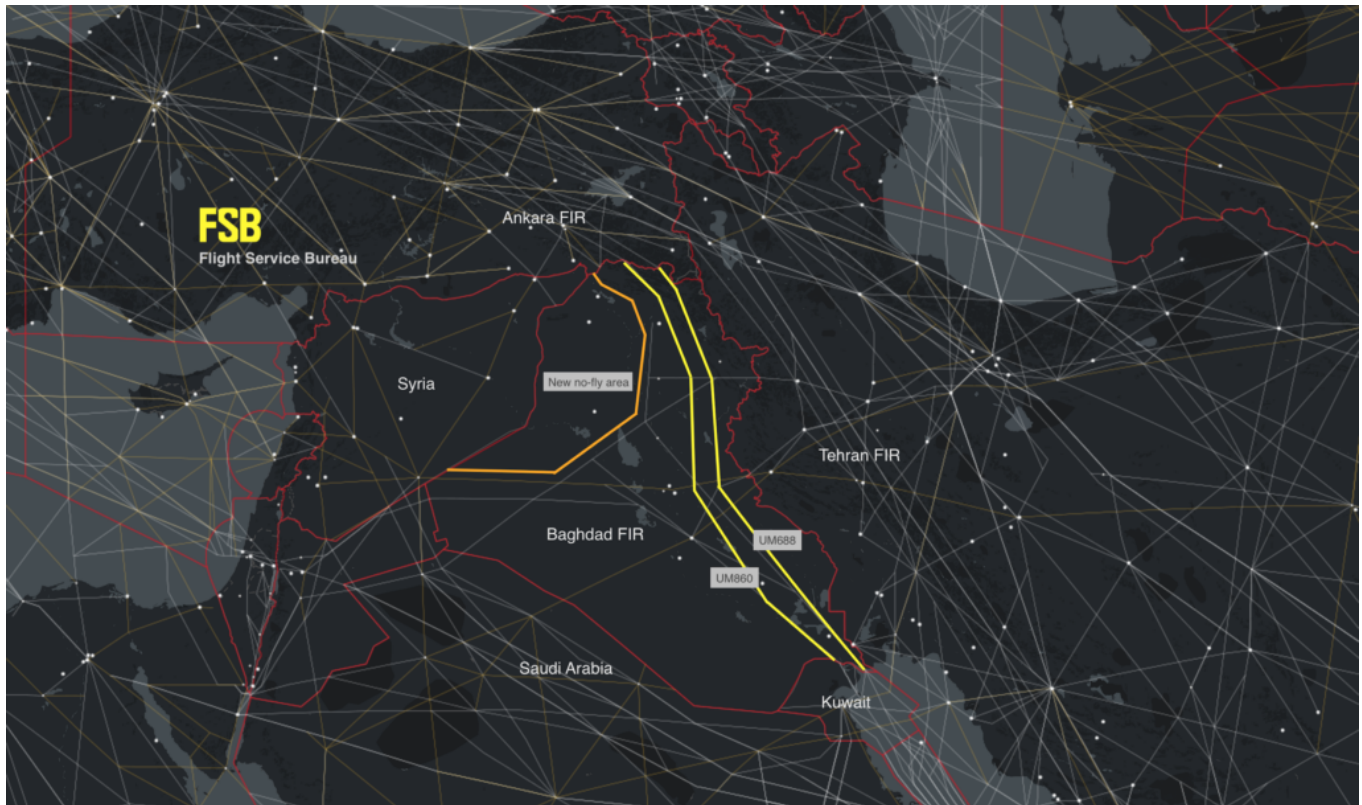 Ankara FIR
FSB
Flight Service Bureau
Syria
New no-fly area
Tehran FIR
Baghdad FIR
UM688
UM860
Saudi Arabia
Kuwait